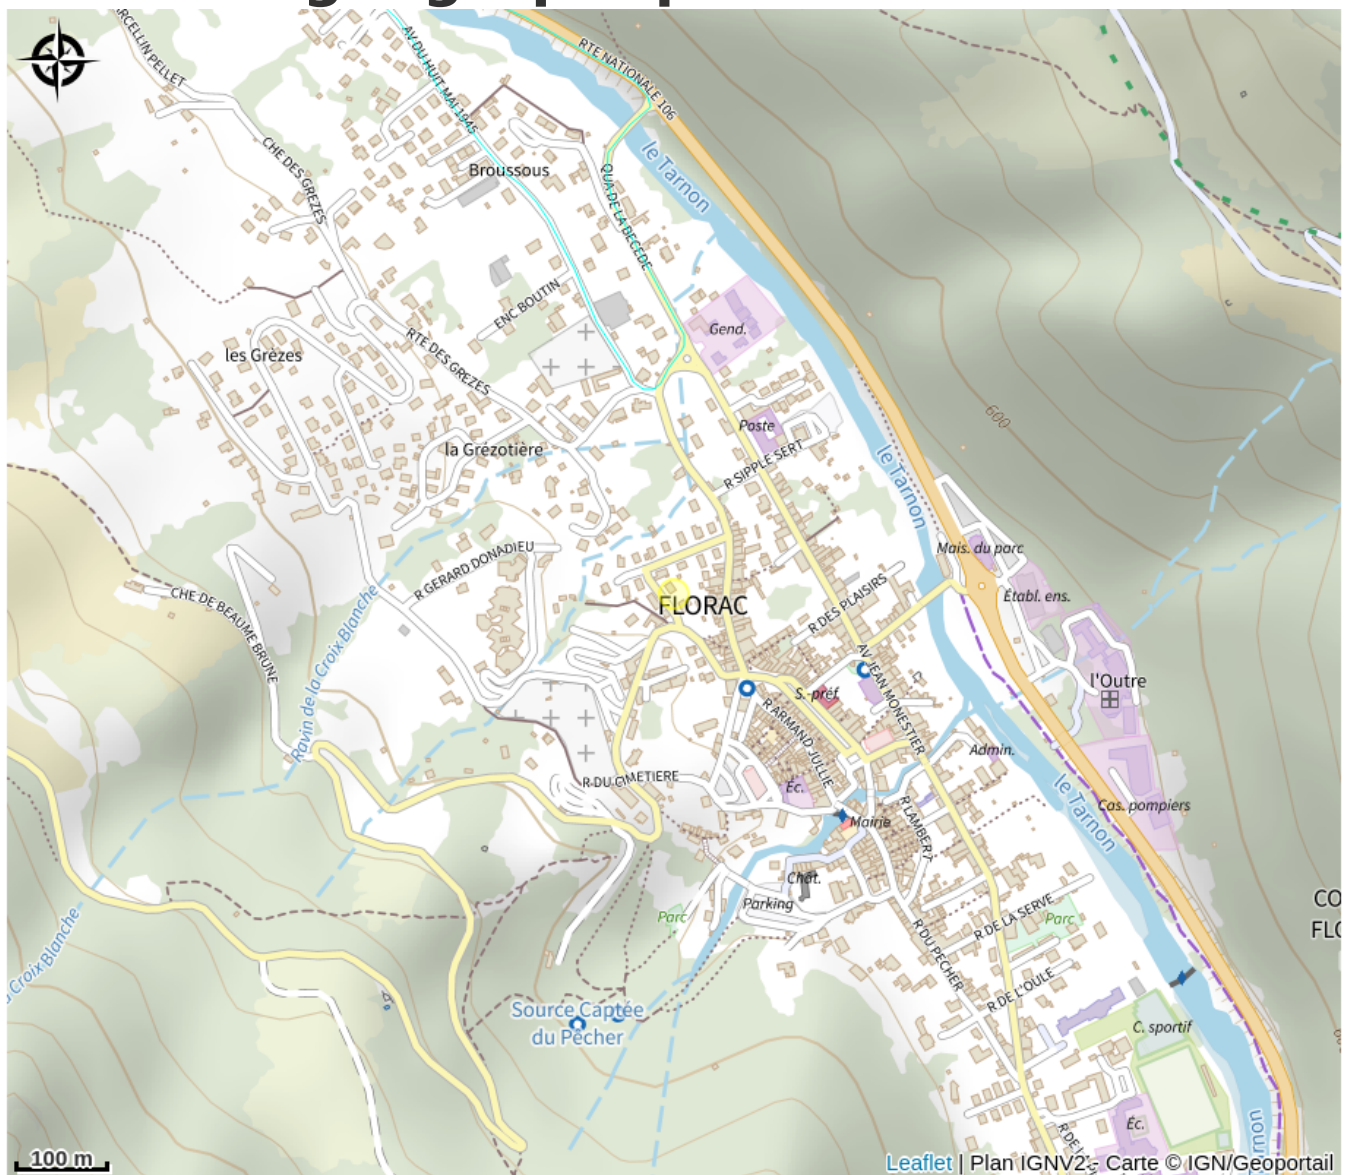 RTE NATIONALE 106
AV DU HUIT MAI 1945
CHE DES GREZES
Broussous
le Tarnon
QUA DE LA BECEDE
ENC BOUTIN
Gend.
les Grèzes
RTE DES GREZES
600
Poste
la Grézotière
R SIPPLE SERT
le Tarnon
R GERARD DONADIEU
Mais. du parc
CHE DE BEAUME BRUNE
FLORAC
R DES PLAISIRS
Établ. ens.
Ravin de la Croix Blanche
AV JEAN MONESTIER
l'Outre
S.-préf.
R ARMAND JULLIE
Admin.
R DU CIMETIERE
Éc.
le Tarnon
Cas. pompiers
Mairie
R LAMBERT
Chât.
Parking
Parc
R DE LA SERVE
Parc
CO
FLO
R DU PECHER
Croix Blanche
R DE L'OULE
Source Captée
du Pêcher
C. sportif
Éc.
100 m
Leaflet | Plan IGNV2 - Carte © IGN/Geoportail